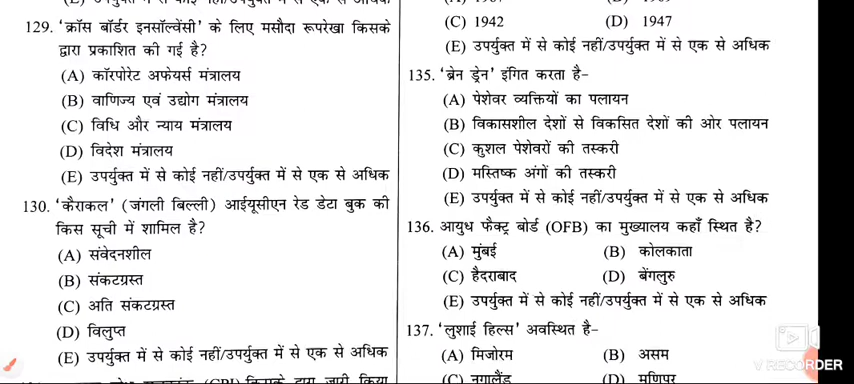 129. ‘क्रॉस बॉर्डर इनसॉल्वेंसी’ के लिए मसौदा रूपरेखा किसके
द्वारा प्रकाशित की गई है?
(A) कॉरपोरेट अफेयर्स मंत्रालय
(B) वाणिज्य एवं उद्योग मंत्रालय
(C) विधि और न्याय मंत्रालय
(D) विदेश मंत्रालय
(E) उपर्युक्त में से कोई नहीं/उपर्युक्त में से एक से अधिक
130. ‘कैराकल’ (जंगली बिल्ली) आईयूसीएन रेड डेटा बुक की
किस सूची में शामिल है?
(A) संवेदनशील
(B) संकटग्रस्त
(C) अति संकटग्रस्त
(D) विलुप्त
(E) उपर्युक्त में से कोई नहीं/उपर्युक्त में से एक से अधिक
(C) 1942 (D) 1947
(E) उपर्युक्त में से कोई नहीं/उपर्युक्त में से एक से अधिक
135. ‘ब्रेन ड्रेन’ इंगित करता है–
(A) पेशेवर व्यक्तियों का पलायन
(B) विकासशील देशों से विकसित देशों की ओर पलायन
(C) कुशल पेशेवरों की तस्करी
(D) मस्तिष्क अंगों की तस्करी
(E) उपर्युक्त में से कोई नहीं/उपर्युक्त में से एक से अधिक
136. आयुध फैक्ट्र बोर्ड (OFB) का मुख्यालय कहाँ स्थित है?
(A) मुंबई (B) कोलकाता
(C) हैदराबाद (D) बेंगलुरु
(E) उपर्युक्त में से कोई नहीं/उपर्युक्त में से एक से अधिक
137. ‘लुशाई हिल्स’ अवस्थित है–
(A) मिजोरम (B) असम
(C) नगालैंड (D) मणिपुर
V RECORDER